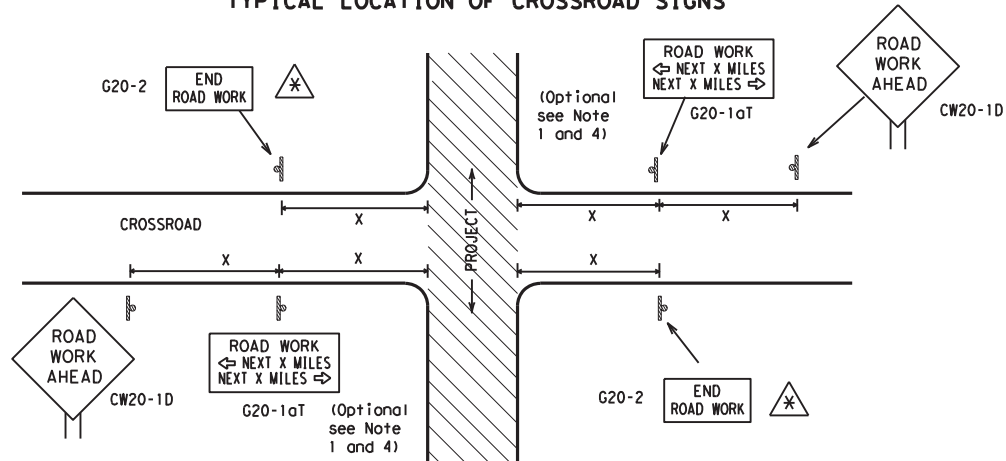 TYPICAL LOCATION OF CROSSROAD SIGNS
G20-2
END
ROAD WORK
*
(Optional
see Note
1 and 4)
ROAD WORK
⇦ NEXT X MILES
NEXT X MILES ⇨
G20-1aT
ROAD
WORK
AHEAD
CW20-1D
CROSSROAD
X
X
X
PROJECT
X
X
X
ROAD
WORK
AHEAD
CW20-1D
ROAD WORK
⇦ NEXT X MILES
NEXT X MILES ⇨
G20-1aT
(Optional
see Note
1 and 4)
G20-2
END
ROAD WORK
*